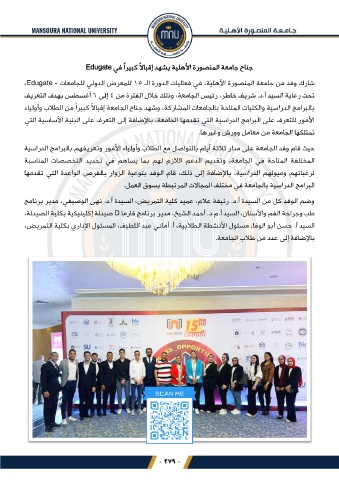 MANSOURA NATIONAL UNIVERSITY
جامعة المنصورة الأهلية
جناح جامعة المنصورة الأهلية يشهد إقبالاً كبيراً في Edugate
شارك وفد من جامعة المنصورة الأهلية، في فعاليات الدورة الـ ١٥ للمعرض الدولي للجامعات - Edugate،
تحت رعاية السيد أ.د. شريف خاطر، رئيس الجامعة، وذلك خلال الفترة من ٤ إلى ٦ أغسطس بهدف التعريف
بالبرامج الدراسية والكليات المتاحة بالجامعات المشاركة، وشهد جناح الجامعة إقبالاً كبيراً من الطلاب وأولياء
الأمور للتعرف على البرامج الدراسية التي تقدمها الجامعة، بالإضافة إلى التعرف على البنية الأساسية التي
تمتلكها الجامعة من معامل وورش وغيرها.
حيث قام وفد الجامعة على مدار ثلاثة أيام بالتواصل مع الطلاب وأولياء الأمور وتعريفهم بالبرامج الدراسية
المختلفة المتاحة في الجامعة، وتقديم الدعم اللازم لهم بما يساهم في تحديد التخصصات المناسبة
لرغباتهم وميولهم الدراسية، بالإضافة إلى ذلك، قام الوفد بتوعية الزوار بالفرص الواعدة التي تقدمها
البرامج الدراسية بالجامعة في مختلف المجالات المرتبطة بسوق العمل.
وضم الوفد كل من السيدة أ.د. رئيفة علام، عميد كلية التمريض، السيدة أ.د. نهى الوصيفي، مدير برنامج
طب وجراحة الفم والأسنان، السيد أ.م.د. أحمد الشيخ، مدير برنامج فارما D صيدلة إكلينيكية بكلية الصيدلة،
السيد أ. حسن أبو الوفا، مسئول الأنشطة الطلابية، أ. أماني عبد اللطيف، المسئول الإداري بكلية التمريض،
بالإضافة إلى عدد من طلاب الجامعة.
15
SCAN ME
- ٢٧٩ -